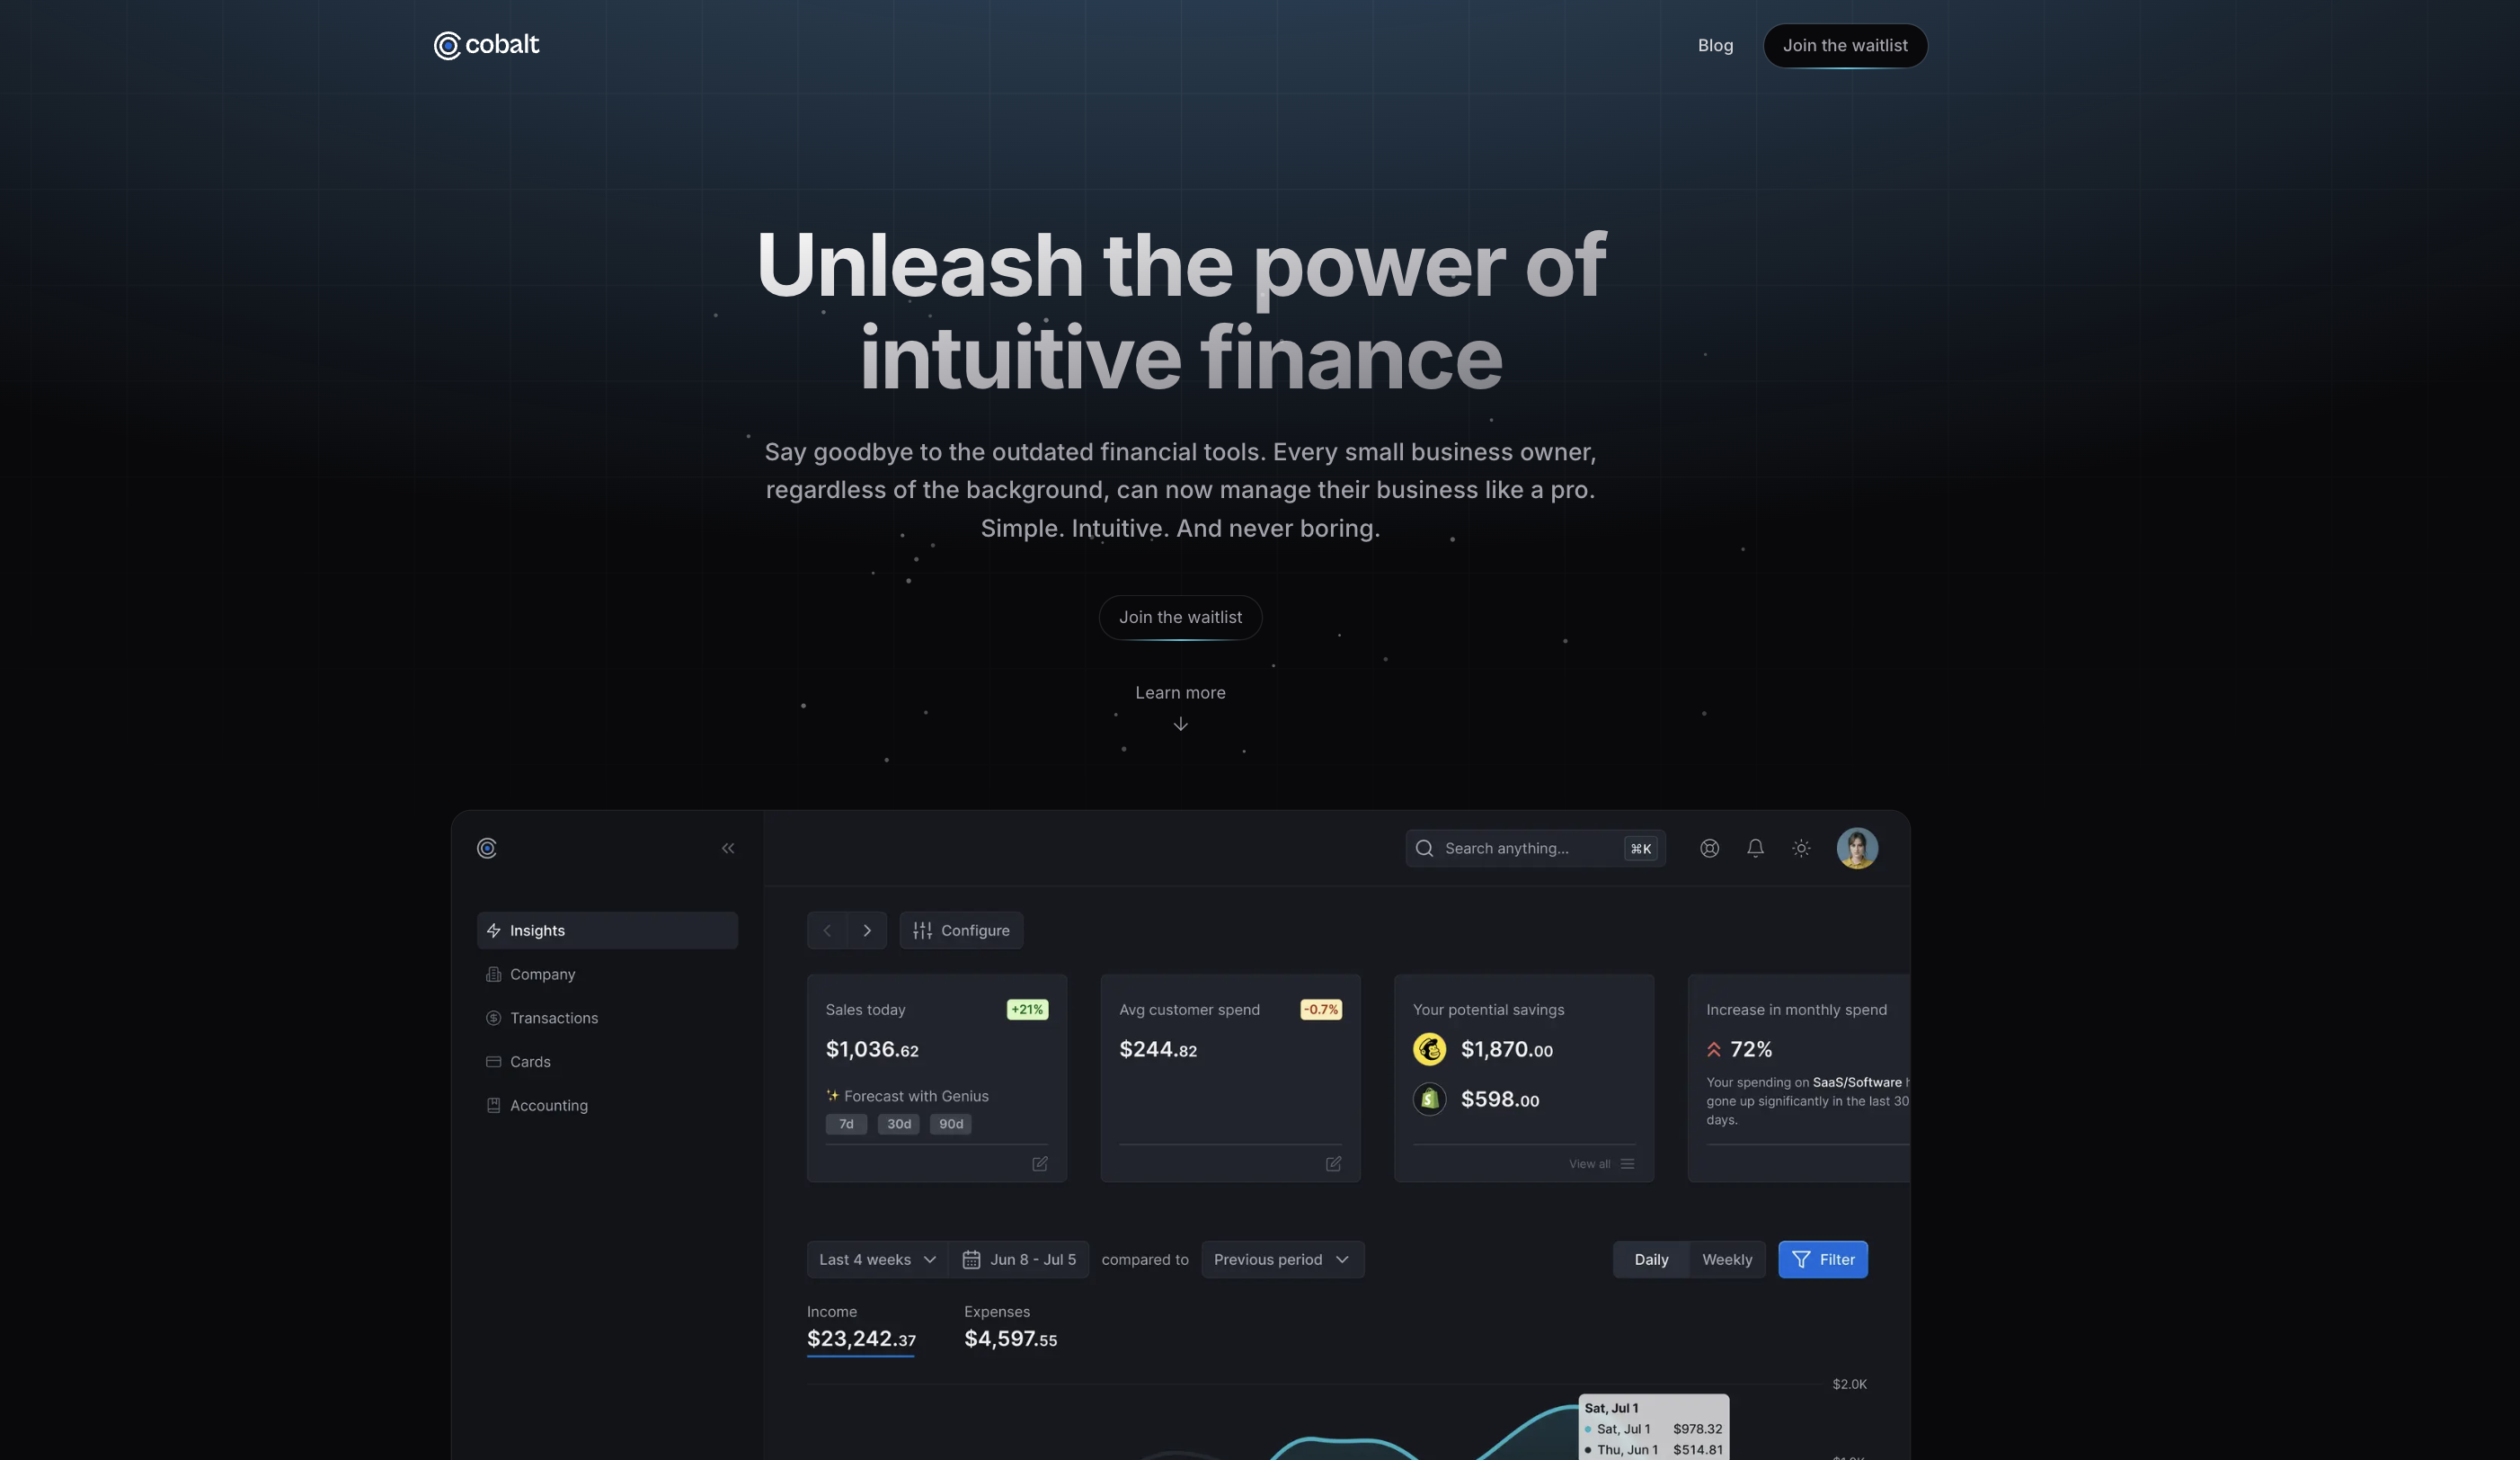 cobalt
Blog
Join the waitlist
Unleash the power of
intuitive finance
Say goodbye to the outdated financial tools. Every small business owner,
regardless of the background, can now manage their business like a pro.
Simple. Intuitive. And never boring.
Join the waitlist
Learn more
Search anything...
⌘K
Insights
Company
Transactions
Cards
Accounting
Configure
Sales today
+21%
$1,036.62
✨ Forecast with Genius
7d
30d
90d
Avg customer spend
-0.7%
$244.82
Your potential savings
$1,870.00
$598.00
View all
Increase in monthly spend
72%
Your spending on SaaS/Software
gone up significantly in the last 30
days.
Last 4 weeks
Jun 8 - Jul 5
compared to
Previous period
Daily
Weekly
Filter
Income
$23,242.37
Expenses
$4,597.55
$2.0K
Sat, Jul 1
Sat, Jul 1 $978.32
Thu, Jun 1 $514.81